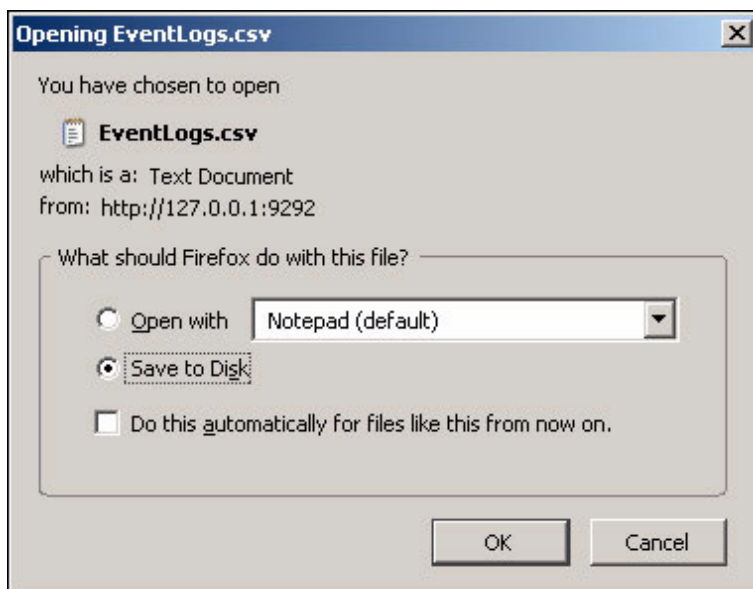 Opening EventLogs.csv
You have chosen to open
EventLogs.csv
which is a: Text Document
from: http://127.0.0.1:9292
What should Firefox do with this file?
Open with Notepad (default)
Save to Disk
Do this automatically for files like this from now on.
OK Cancel